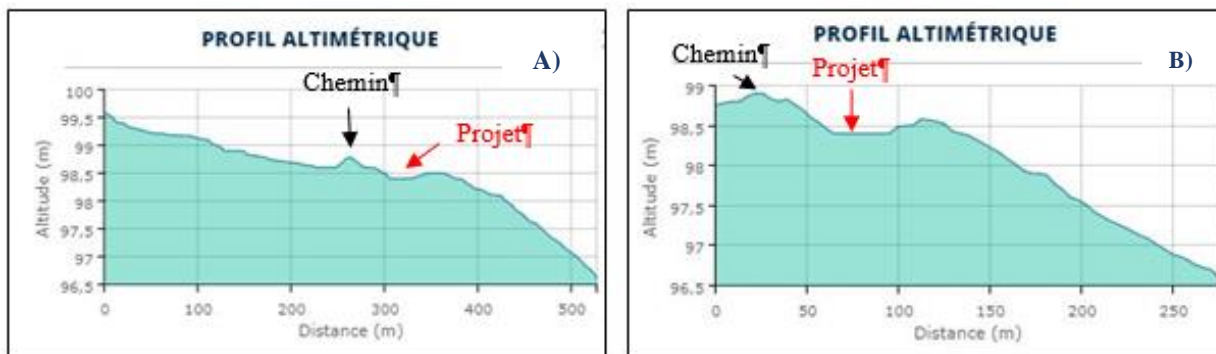 PROFIL ALTIMÉTRIQUE
A)
Chemin¶
Projet¶
100
99.5
99
98.5
98
97.5
97
96.5
Altitude (m)
0 100 200 300 400 500
Distance (m)
PROFIL ALTIMÉTRIQUE
B)
Chemin¶
Projet¶
99
98.5
98
97.5
97
96.5
Altitude (m)
0 50 100 150 200 250
Distance (m)